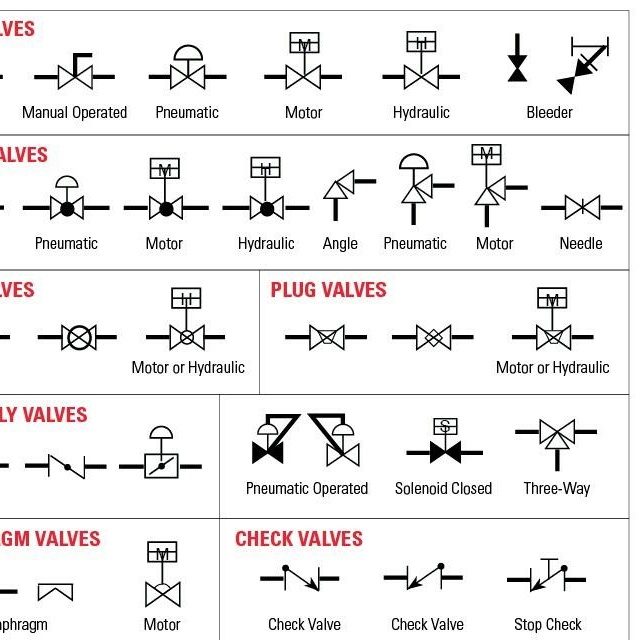 LVES
M
H
Manual Operated Pneumatic Motor Hydraulic Bleeder
ALVES
M
H
M
Pneumatic Motor Hydraulic Angle Pneumatic Motor Needle
LVES
PLUG VALVES
H
M
Motor or Hydraulic
Motor or Hydraulic
LY VALVES
S
Pneumatic Operated Solenoid Closed Three-Way
GM VALVES
CHECK VALVES
M
phragm Motor
Check Valve Check Valve Stop Check